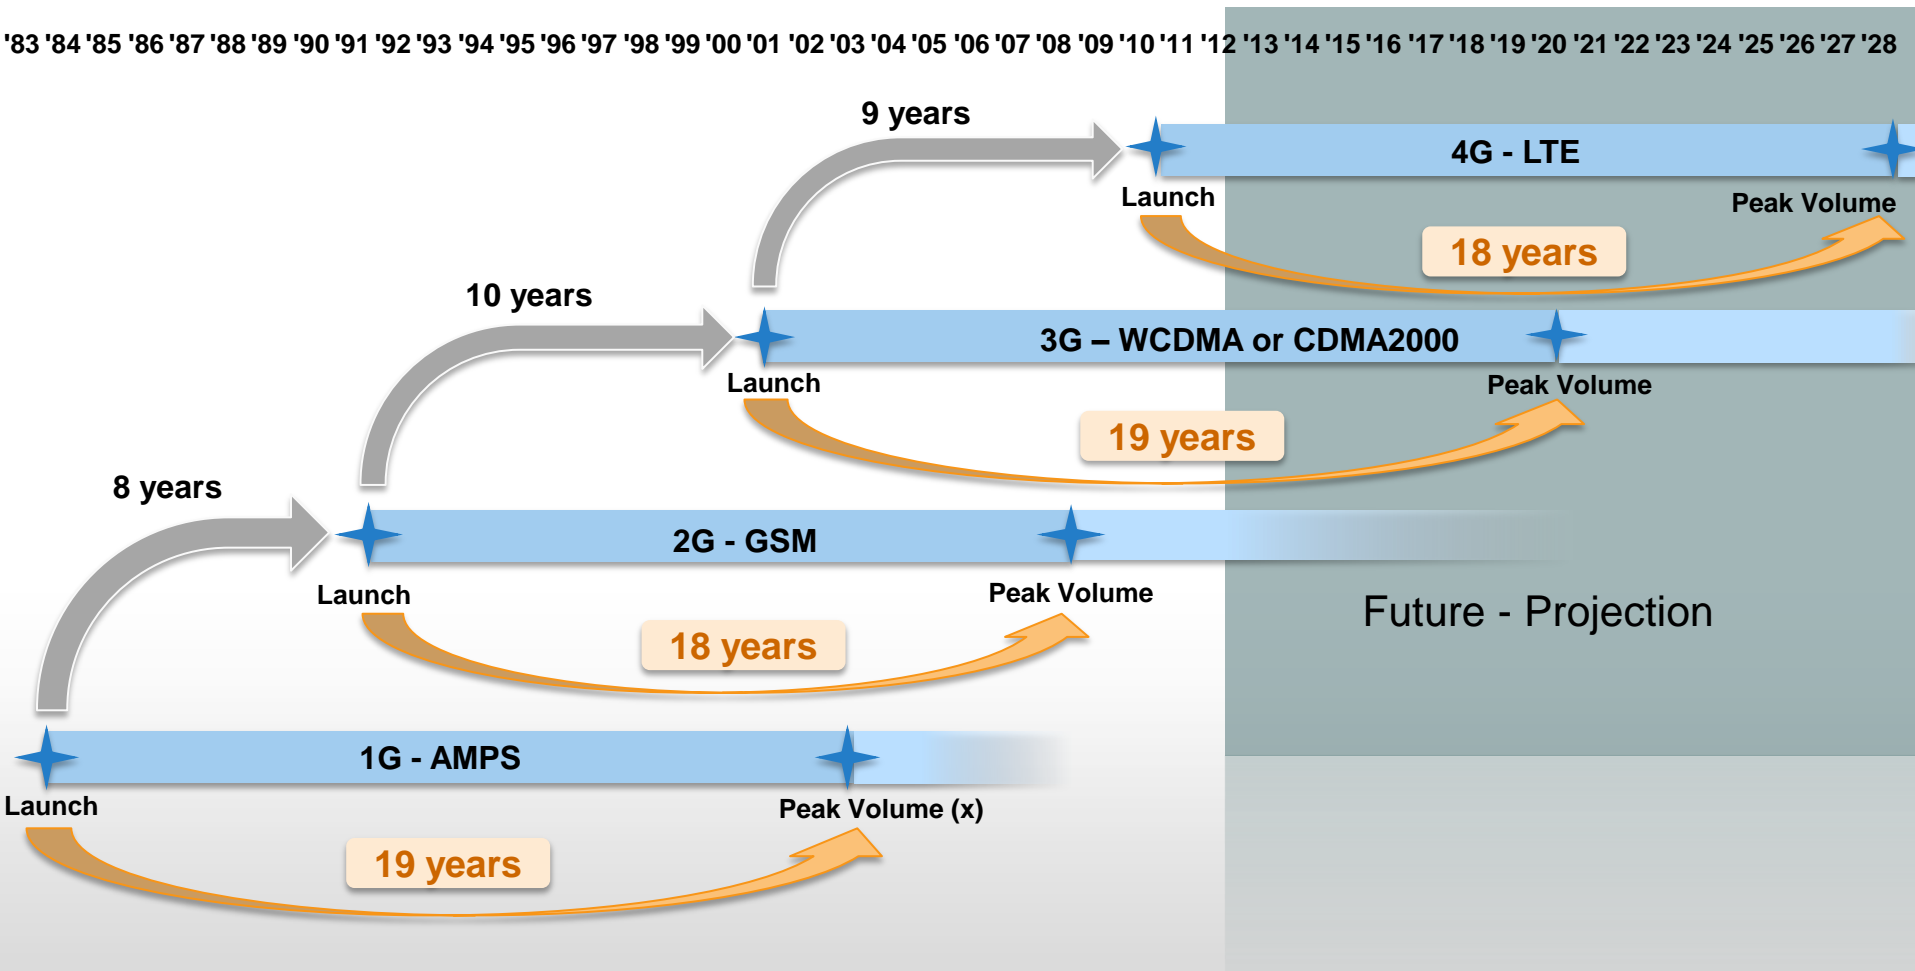 '83 '84 '85 '86 '87 '88 '89 '90 '91 '92 '93 '94 '95 '96 '97 '98 '99 '00 '01 '02 '03 '04 '05 '06 '07 '08 '09 '10 '11 '12 '13 '14 '15 '16 '17 '18 '19 '20 '21 '22 '23 '24 '25 '26 '27 '28
9 years
4G - LTE
Launch
Peak Volume
18 years
10 years
3G – WCDMA or CDMA2000
Launch
Peak Volume
19 years
8 years
2G - GSM
Launch
Peak Volume
18 years
Future - Projection
1G - AMPS
Launch
Peak Volume (x)
19 years